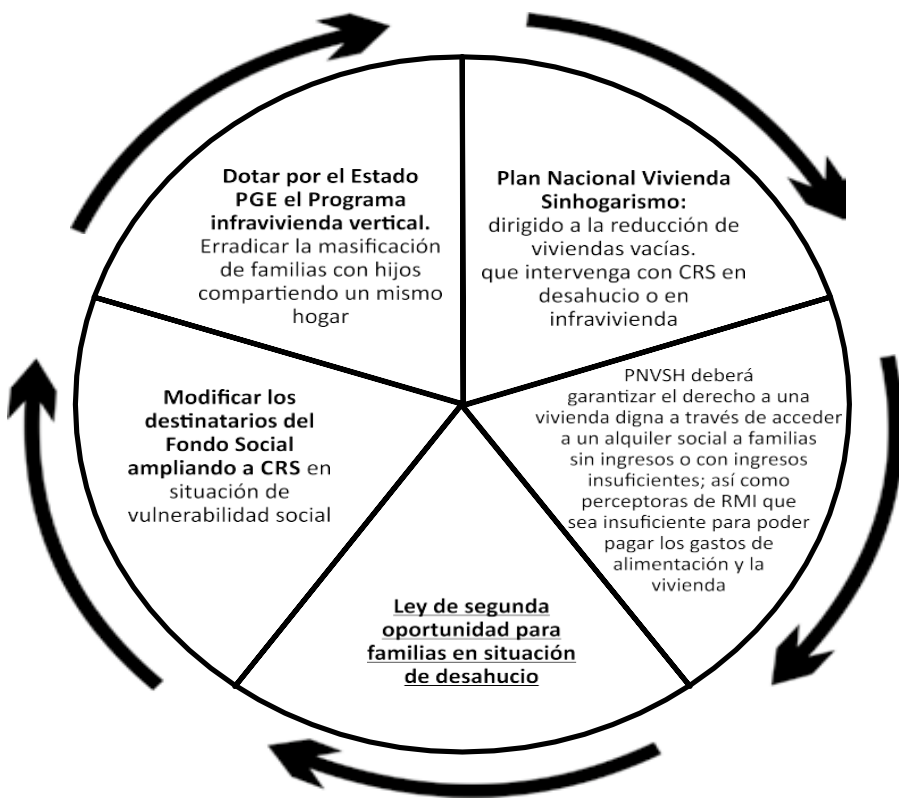 Dotar por el Estado
PGE el Programa
infravivienda vertical.
Erradicar la masificación
de familias con hijos
compartiendo un mismo
hogar
Plan Nacional Vivienda
Sinhogarismo:
dirigido a la reducción de
viviendas vacías.
que intervenga con CRS en
desahucio o en
infravivienda
PNVSH deberá
garantizar el derecho a una
vivienda digna a través de acceder
a un alquiler social a familias
sin ingresos o con ingresos
insuficientes; así como
perceptoras de RMI que
sea insuficiente para poder
pagar los gastos de
alimentación y la
vivienda
Ley de segunda
oportunidad para
familias en situación
de desahucio
Modificar los
destinatarios del
Fondo Social
ampliando a CRS en
situación de
vulnerabilidad social